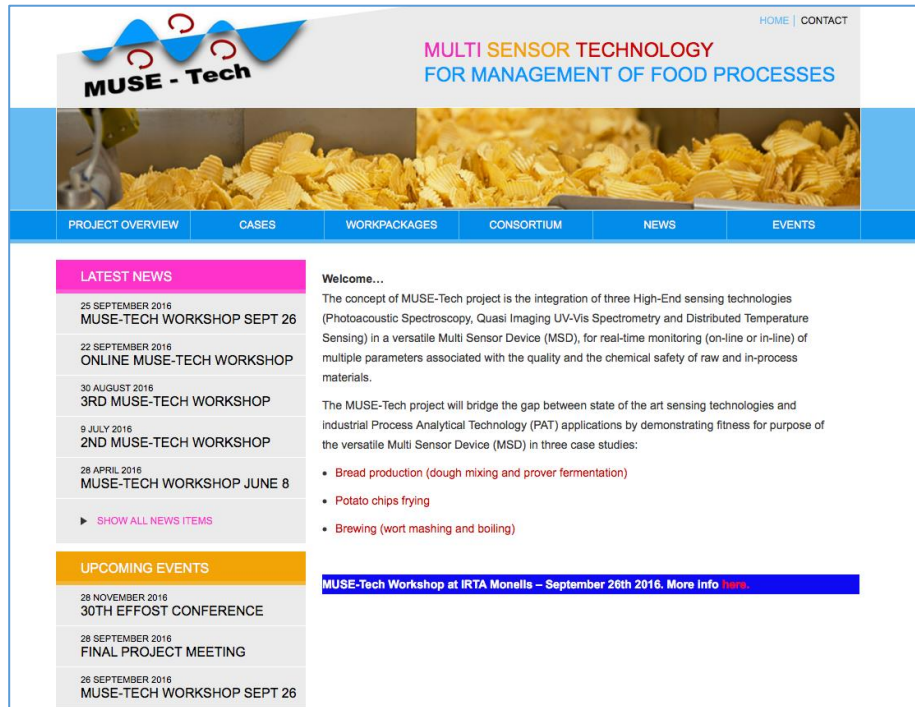 HOME | CONTACT
MUSE - Tech
MULTI SENSOR TECHNOLOGY
FOR MANAGEMENT OF FOOD PROCESSES
PROJECT OVERVIEW CASES WORKPACKAGES CONSORTIUM NEWS EVENTS
LATEST NEWS
25 SEPTEMBER 2016
MUSE-TECH WORKSHOP SEPT 26
22 SEPTEMBER 2016
ONLINE MUSE-TECH WORKSHOP
30 AUGUST 2016
3RD MUSE-TECH WORKSHOP
9 JULY 2016
2ND MUSE-TECH WORKSHOP
28 APRIL 2016
MUSE-TECH WORKSHOP JUNE 8
SHOW ALL NEWS ITEMS
UPCOMING EVENTS
28 NOVEMBER 2016
30TH EFFOST CONFERENCE
28 SEPTEMBER 2016
FINAL PROJECT MEETING
26 SEPTEMBER 2016
MUSE-TECH WORKSHOP SEPT 26
Welcome...
The concept of MUSE-Tech project is the integration of three High-End sensing technologies
(Photoacoustic Spectroscopy, Quasi Imaging UV-Vis Spectrometry and Distributed Temperature
Sensing) in a versatile Multi Sensor Device (MSD), for real-time monitoring (on-line or in-line) of
multiple parameters associated with the quality and the chemical safety of raw and in-process
materials.
The MUSE-Tech project will bridge the gap between state of the art sensing technologies and
industrial Process Analytical Technology (PAT) applications by demonstrating fitness for purpose of
the versatile Multi Sensor Device (MSD) in three case studies:
• Bread production (dough mixing and prover fermentation)
• Potato chips frying
• Brewing (wort mashing and boiling)
MUSE-Tech Workshop at IRTA Monells – September 26th 2016. More Info here.